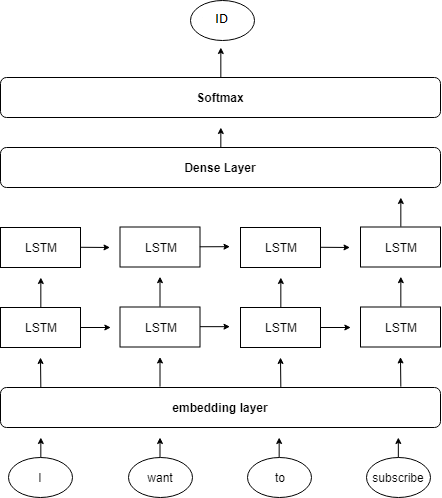 ID
Softmax
Dense Layer
LSTM LSTM LSTM LSTM
LSTM LSTM LSTM LSTM
embedding layer
I want to subscribe